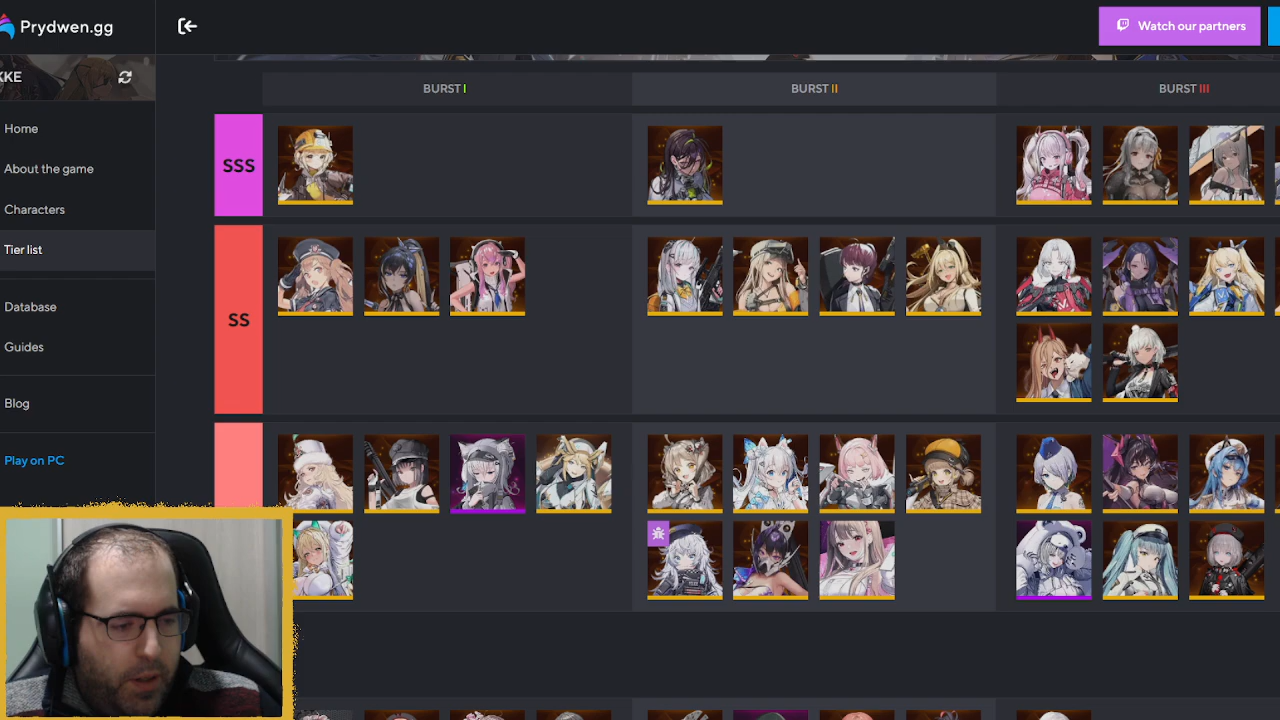 Prydwen.gg
Watch our partners
KKE
Home
About the game
Characters
Tier list
Database
Guides
Blog
Play on PC
BURST I
BURST II
BURST III
SSS
SS